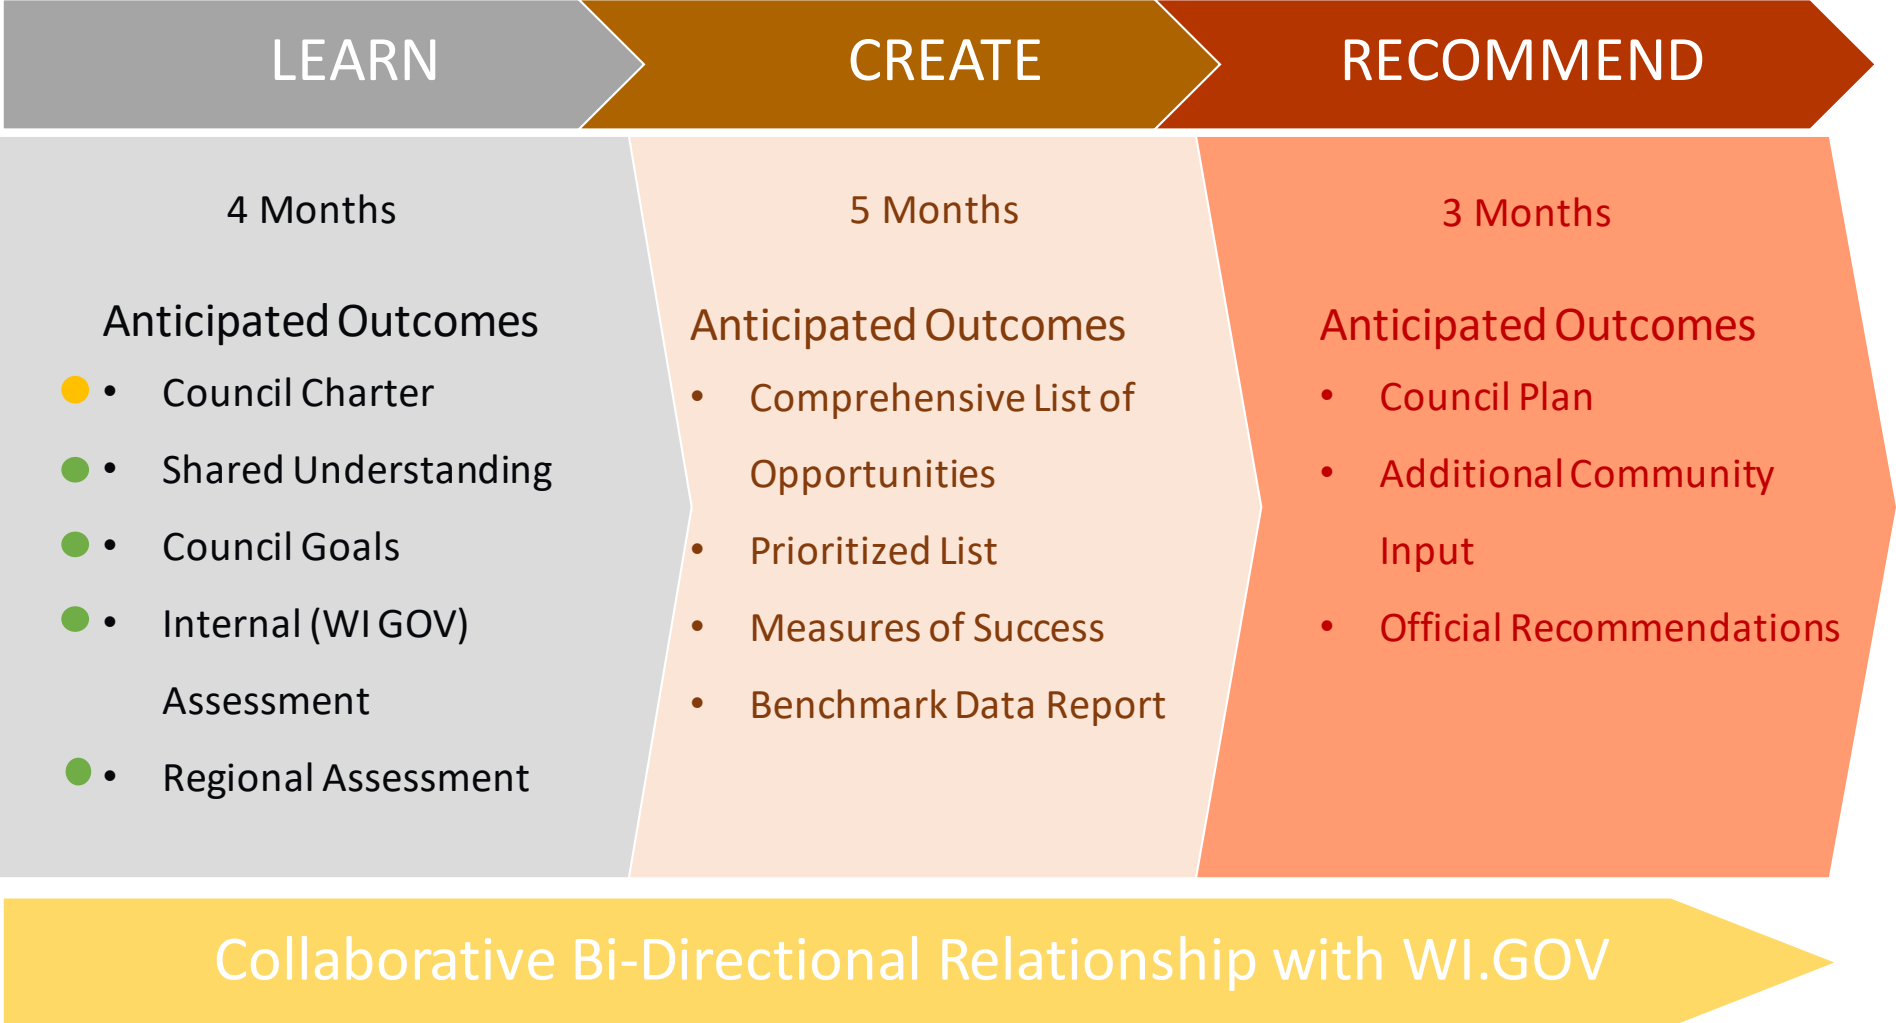 LEARN
CREATE
RECOMMEND
4 Months
Anticipated Outcomes
• Council Charter
• Shared Understanding
• Council Goals
• Internal (WI GOV)
Assessment
• Regional Assessment
5 Months
Anticipated Outcomes
• Comprehensive List of
Opportunities
• Prioritized List
• Measures of Success
• Benchmark Data Report
3 Months
Anticipated Outcomes
• Council Plan
• Additional Community
Input
• Official Recommendations
Collaborative Bi-Directional Relationship with WI.GOV